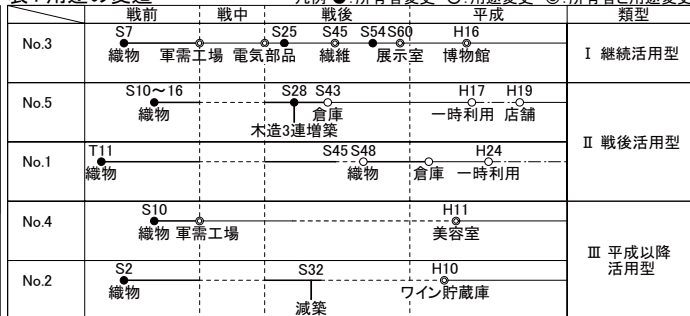 表1 用途の変遷 凡例 ●：所有者変更 ○：用途変更 ◎：所有者と用途変更
戦前 戦中 戦後 平成 類型
No.3 S7 S25 S45 S54 S60 H16 Ⅰ 継続活用型
織物 軍需工場 電気部品 繊維 展示室 博物館
No.5 S10～16 S28 S43 H17 H19 Ⅱ 戦後活用型
織物 倉庫 一時利用 店舗
木造3連増築
No.1 T11 S45 S48 H24
織物 織物 倉庫 一時利用
No.4 S10 H11 Ⅲ 平成以降
活用型
織物 軍需工場 美容室
No.2 S2 S32 H10
織物 ワイン貯蔵庫
減築